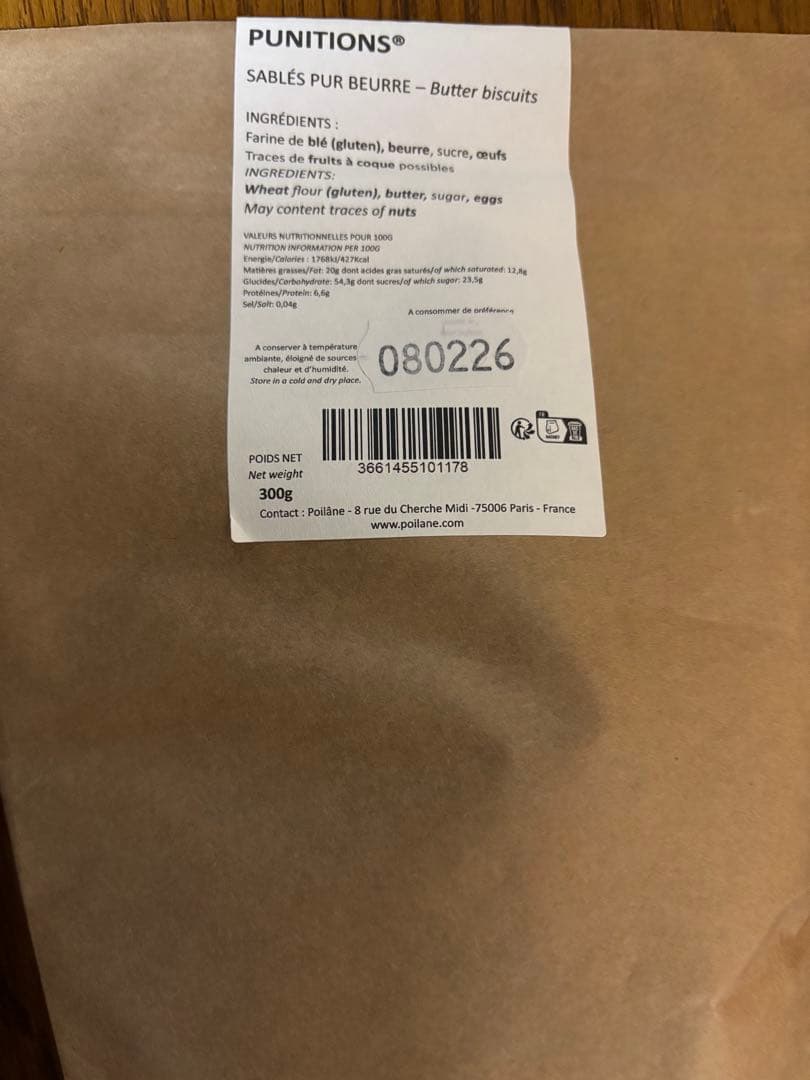 PUNITIONS®
SABLÉS PUR BEURRE – Butter biscuits
INGRÉDIENTS :
Farine de blé (gluten), beurre, sucre, œufs
Traces de fruits à coque possibles
INGREDIENTS:
Wheat flour (gluten), butter, sugar, eggs
May content traces of nuts
VALEURS NUTRITIONNELLES POUR 100G
NUTRITION INFORMATION PER 100G
Energie/Calories : 1768kJ/427Kcal
Matières grasses/Fat: 20g dont acides gras saturés/of which saturated: 12,8g
Glucides/Carbohydrate: 54,3g dont sucres/of which sugar: 23,5g
Protéines/Protein: 6,6g
Sel/Salt: 0,04g
A consommer de préférence
A conserver à température
ambiante, éloigné de sources
chaleur et d'humidité.
Store in a cold and dry place.
080226
FR
3661455101178
POIDS NET
Net weight
300g
Contact : Poilâne - 8 rue du Cherche Midi -75006 Paris - France
www.poilane.com